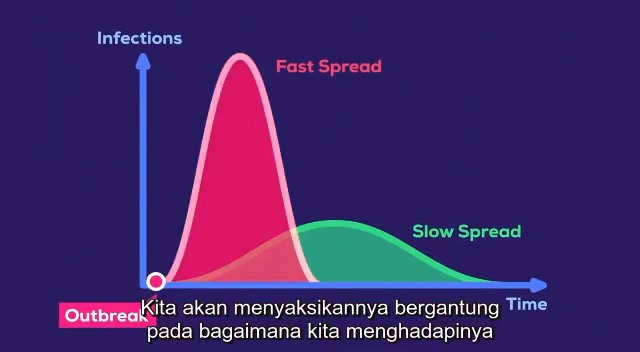 Infections
Fast Spread
Slow Spread
Time
Outbreak
Kita akan menyaksikannya bergantung
pada bagaimana kita menghadapinya